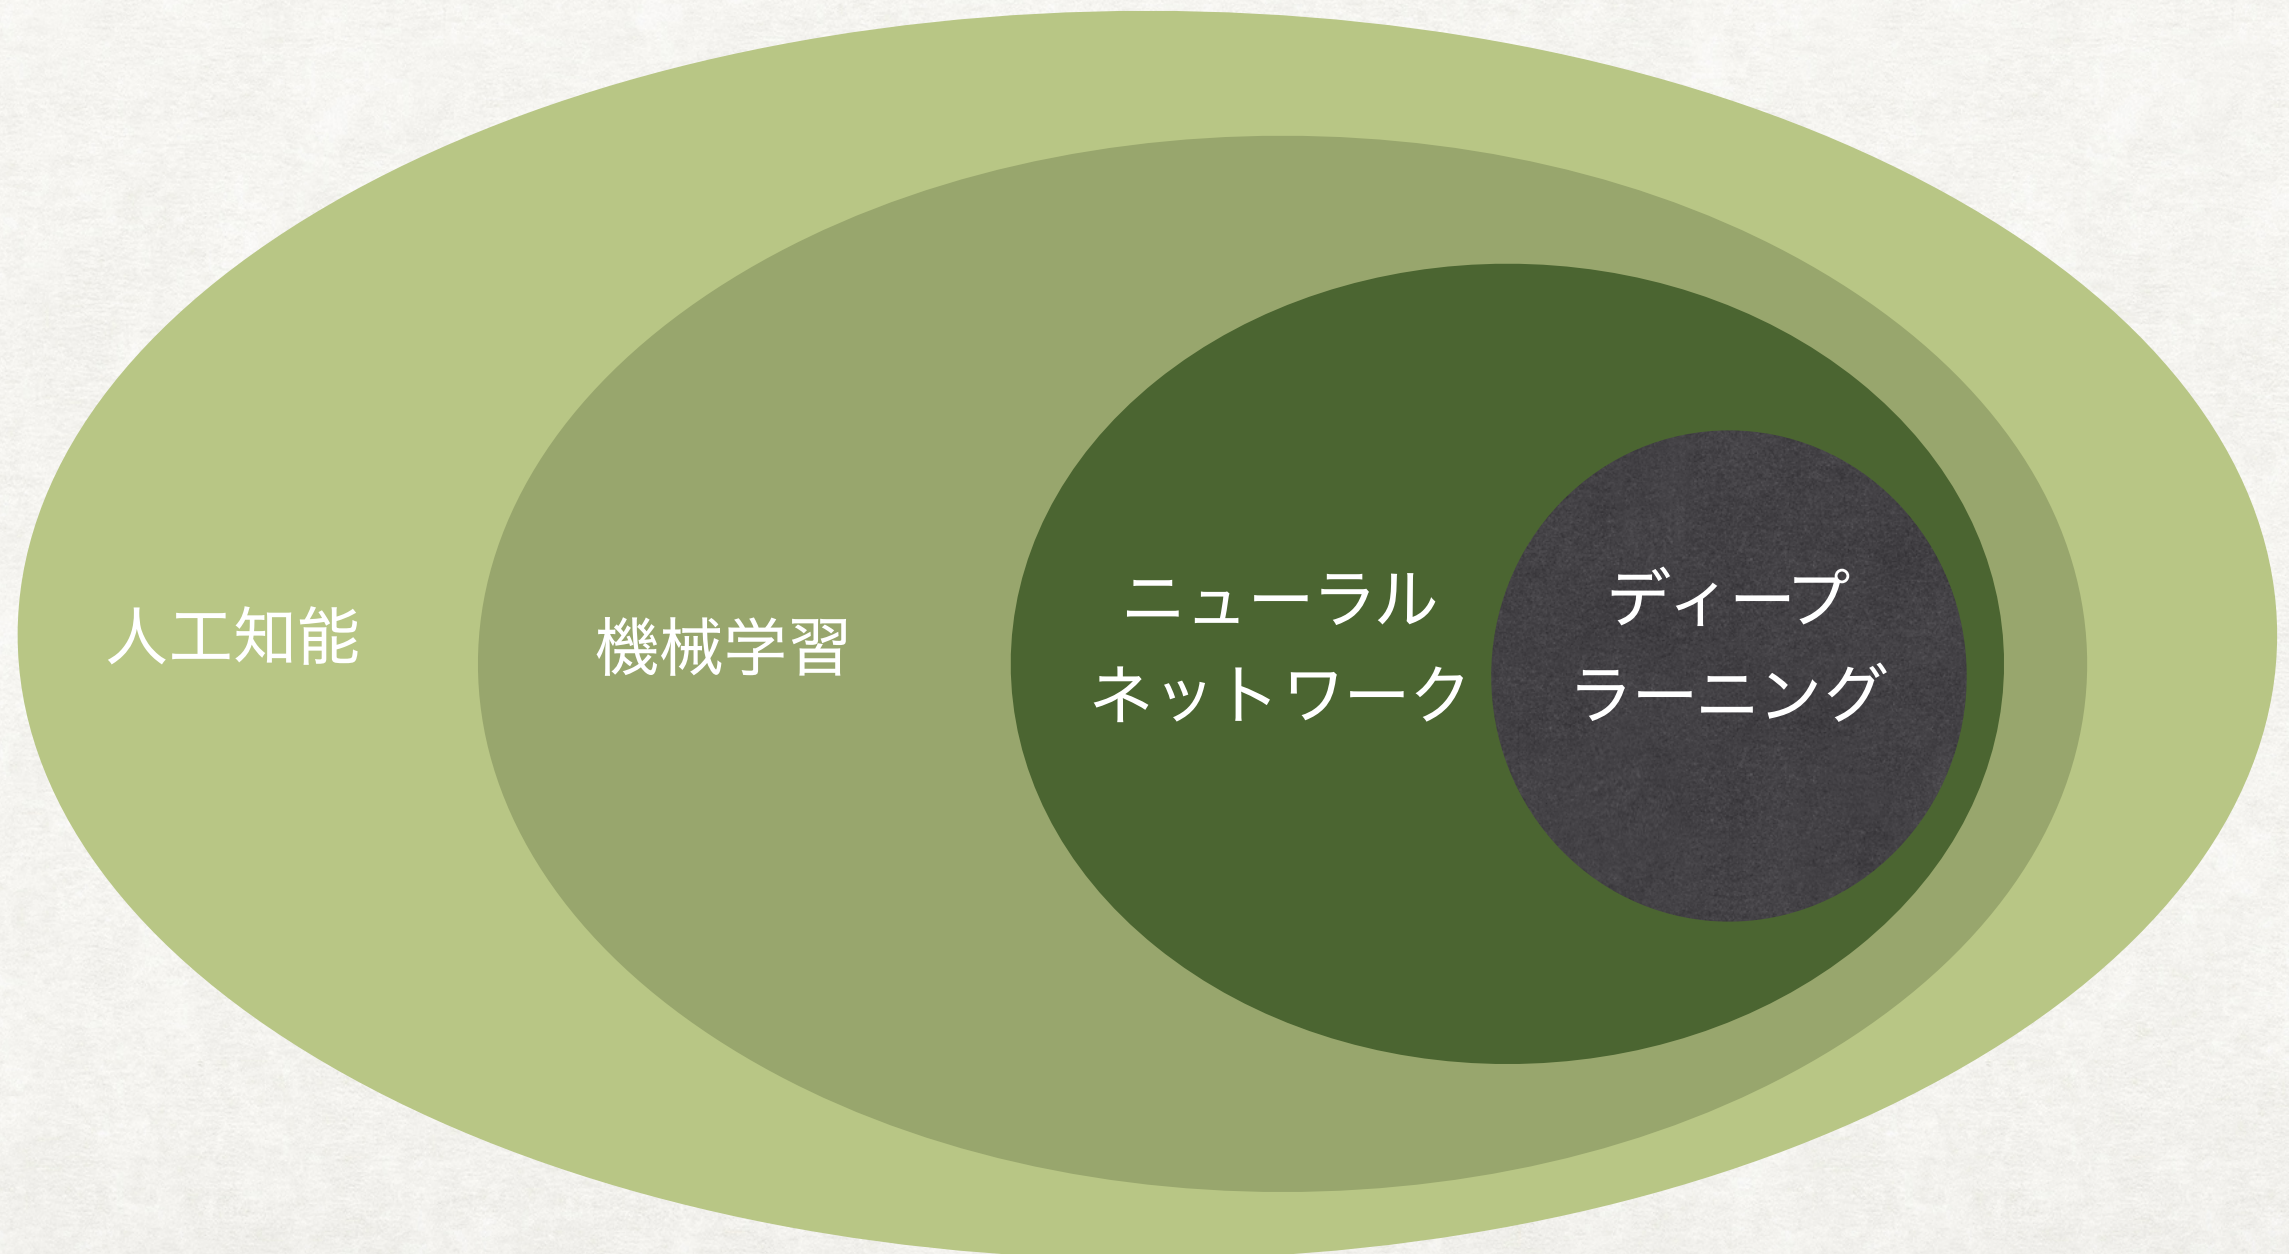 人工知能
機械学習
ニューラル
ネットワーク
ディープ
ラーニング